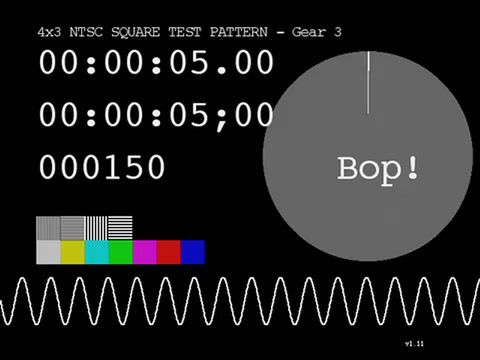 4x3 NTSC SQUARE TEST PATTERN - Gear 3
00:00:05.00
00:00:05;00
000150
Bop!
v1.11